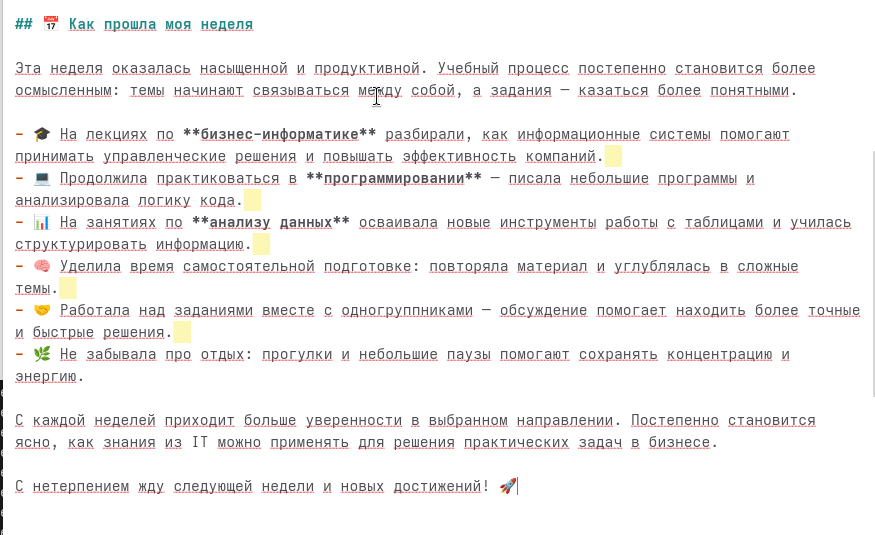 ## 📅 Как прошла моя неделя
Эта неделя оказалась насыщенной и продуктивной. Учебный процесс постепенно становится более
осмысленным: темы начинают связываться между собой, а задания — казаться более понятными.
- 🎓 На лекциях по **бизнес-информатике** разбирали, как информационные системы помогают
принимать управленческие решения и повышать эффективность компаний.
- 💻 Продолжила практиковаться в **программировании** — писала небольшие программы и
анализировала логику кода.
- 📊 На занятиях по **анализу данных** осваивала новые инструменты работы с таблицами и училась
структурировать информацию.
- 🧠 Уделила время самостоятельной подготовке: повторяла материал и углублялась в сложные
темы.
- 🤝 Работала над заданиями вместе с одногруппниками — обсуждение помогает находить более точные
и быстрые решения.
- 🌿 Не забывала про отдых: прогулки и небольшие паузы помогают сохранять концентрацию и
энергию.
С каждой неделей приходит больше уверенности в выбранном направлении. Постепенно становится
ясно, как знания из IT можно применять для решения практических задач в бизнесе.
С нетерпением жду следующей недели и новых достижений! 🚀